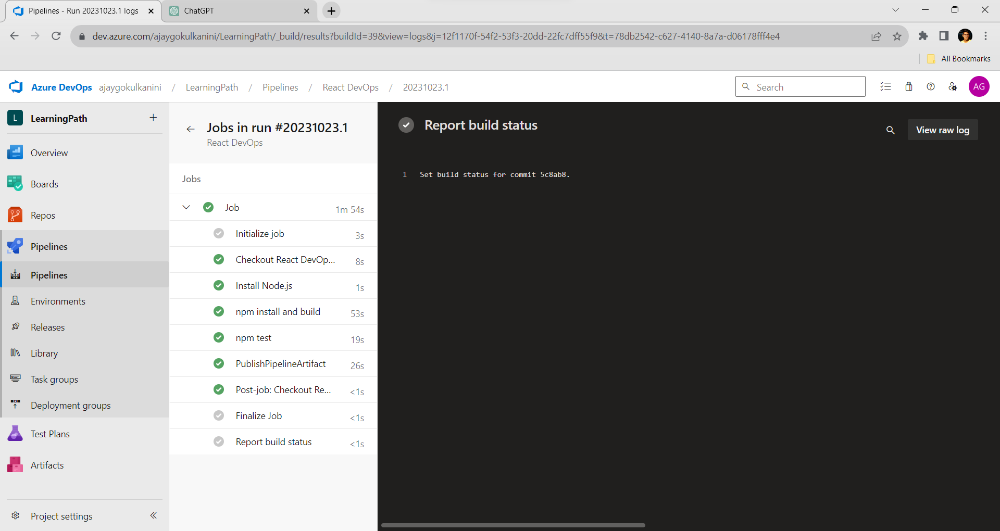 Pipelines - Run 20231023.1 logs
ChatGPT
dev.azure.com/ajaygokulkanini/LearningPath/_build/results?buildId=39&view=logs&j=12f1170f-54f2-53f3-20dd-22fc7dff55f9&t=78db2542-c627-4140-8a7a-d06178fff4e4
All Bookmarks
Azure DevOps ajaygokulkanini / LearningPath / Pipelines / React DevOps / 20231023.1
Search
AG
L LearningPath
Overview
Boards
Repos
Pipelines
Pipelines
Environments
Releases
Library
Task groups
Deployment groups
Test Plans
Artifacts
Project settings
Jobs in run #20231023.1
React DevOps
Jobs
Job 1m 54s
Initialize job 3s
Checkout React DevOp... 8s
Install Node.js 1s
npm install and build 53s
npm test 19s
PublishPipelineArtifact 26s
Post-job: Checkout Re... <1s
Finalize Job <1s
Report build status <1s
Report build status
View raw log
1 Set build status for commit 5c8ab8.